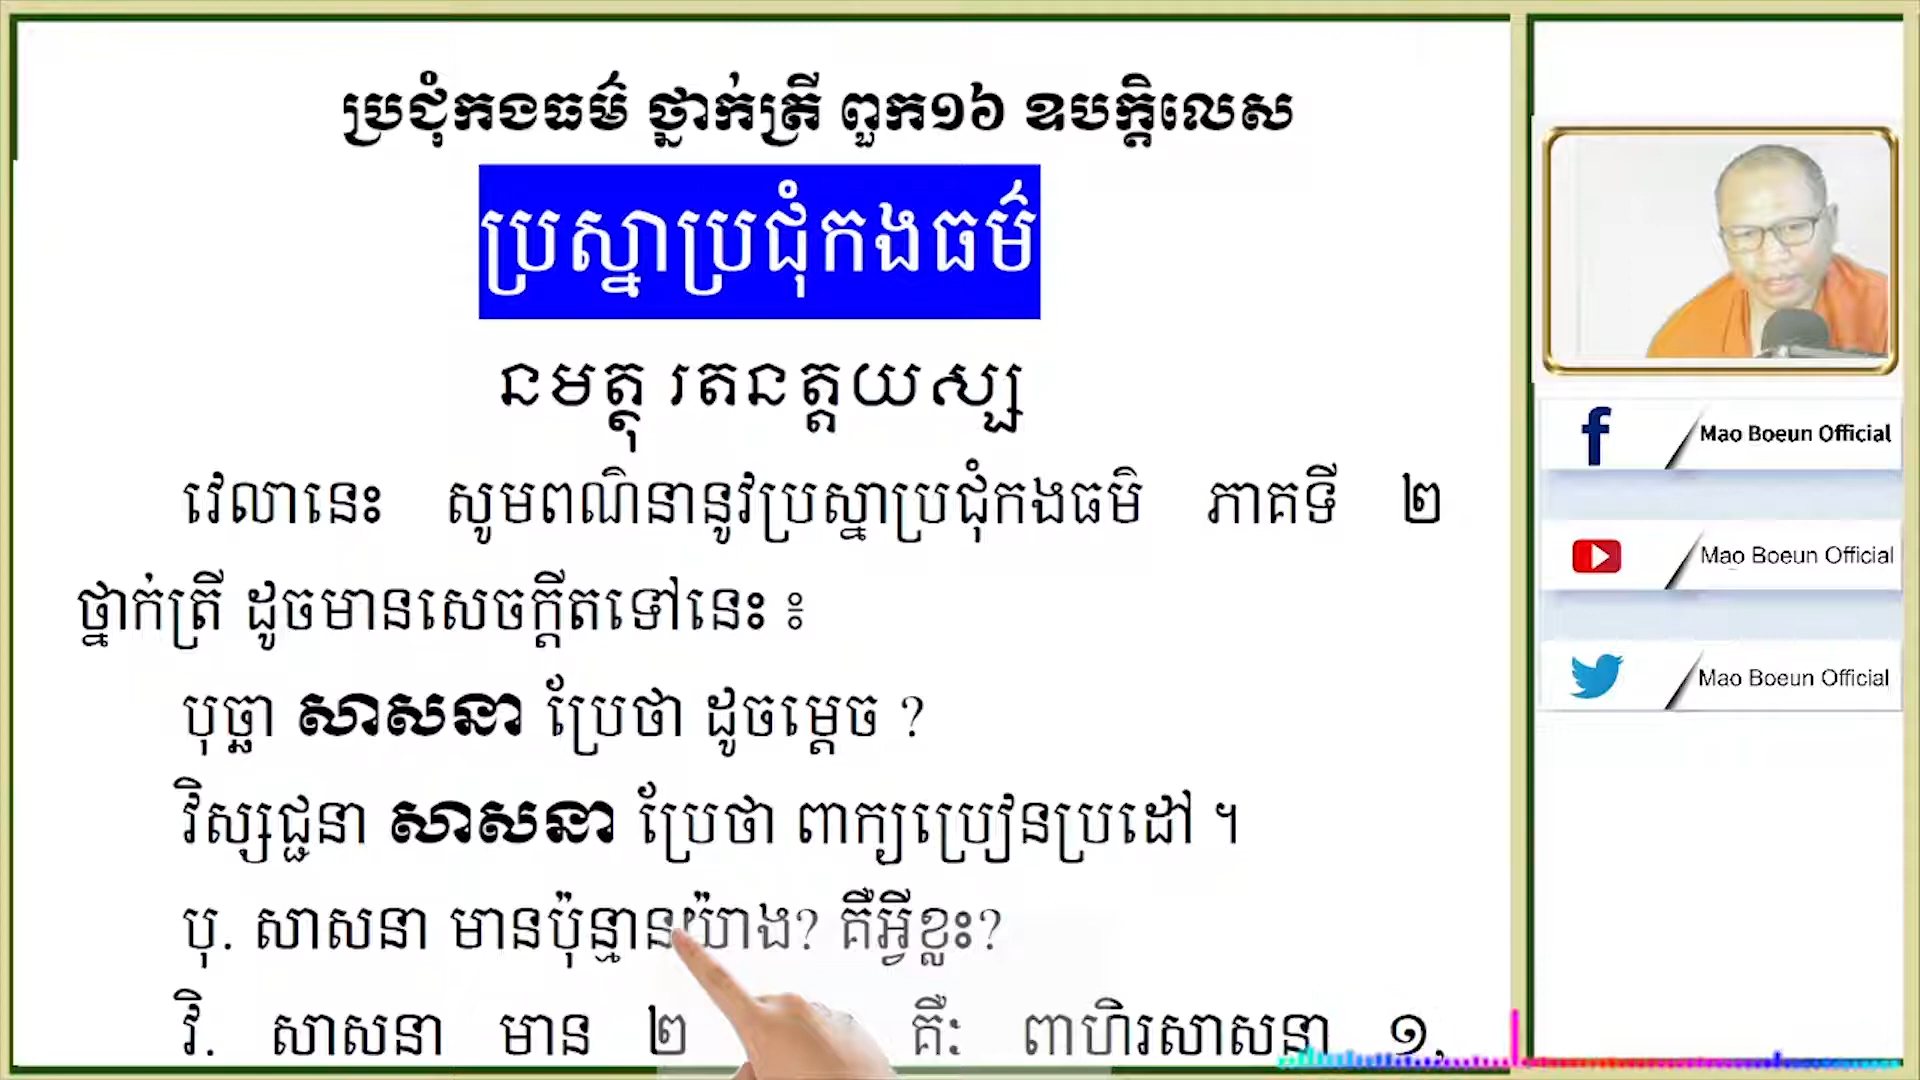 ប្រជុំកងធម៌ ថ្នាក់ត្រី ពួក១៦ ឧបក្តិលេស
ប្រស្នាប្រជុំកងធម៌
នមត្ថុ រតនត្តយស្ស
វេលានេះ សូមពណ៌នានូវប្រស្នាប្រជុំកងធម៌ ភាគទី ២
ថ្នាក់ត្រី ដូចមានសេចក្តីតទៅនេះ ៖
បុច្ឆា សាសនា ប្រែថា ដូចម្តេច ?
វិស្សជ្ជនា សាសនា ប្រែថា ពាក្យប្រៀនប្រដៅ ។
បុ. សាសនា មានប៉ុន្មានយ៉ាង? គឺអ្វីខ្លះ?
វិ. សាសនា មាន ២ គឺៈ ពាហិរសាសនា ១,
Mao Boeun Official
Mao Boeun Official
Mao Boeun Official